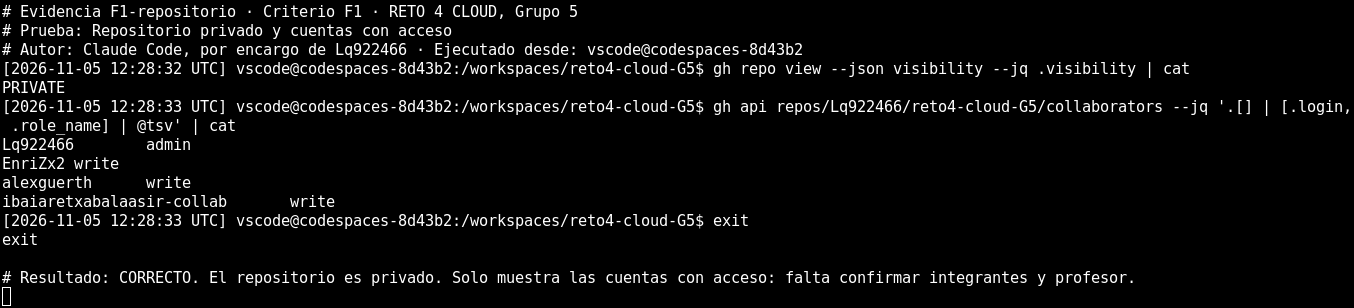 # Evidencia F1-repositorio · Criterio F1 · RETO 4 CLOUD, Grupo 5
# Prueba: Repositorio privado y cuentas con acceso
# Autor: Claude Code, por encargo de Lq922466 · Ejecutado desde: vscode@codespaces-8d43b2
[2026-11-05 12:28:32 UTC] vscode@codespaces-8d43b2:/workspaces/reto4-cloud-G5$ gh repo view --json visibility --jq .visibility | cat
PRIVATE
[2026-11-05 12:28:33 UTC] vscode@codespaces-8d43b2:/workspaces/reto4-cloud-G5$ gh api repos/Lq922466/reto4-cloud-G5/collaborators --jq '.[] | [.login,
 .role_name] | @tsv' | cat
Lq922466        admin
EnriZx2 write
alexguerth      write
ibaiaretxabalaasir-collab       write
[2026-11-05 12:28:33 UTC] vscode@codespaces-8d43b2:/workspaces/reto4-cloud-G5$ exit
exit

# Resultado: CORRECTO. El repositorio es privado. Solo muestra las cuentas con acceso: falta confirmar integrantes y profesor.